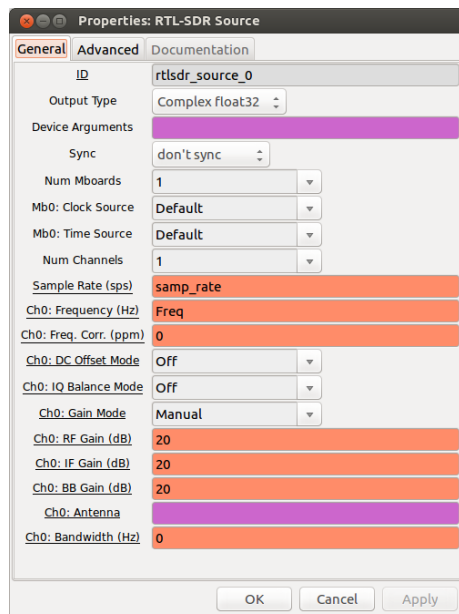 Properties: RTL-SDR Source
General Advanced Documentation
ID rtlsdr_source_0
Output Type Complex float32
Device Arguments
Sync don't sync
Num Mboards 1
Mb0: Clock Source Default
Mb0: Time Source Default
Num Channels 1
Sample Rate (sps) samp_rate
Ch0: Frequency (Hz) Freq
Ch0: Freq. Corr. (ppm) 0
Ch0: DC Offset Mode Off
Ch0: IQ Balance Mode Off
Ch0: Gain Mode Manual
Ch0: RF Gain (dB) 20
Ch0: IF Gain (dB) 20
Ch0: BB Gain (dB) 20
Ch0: Antenna
Ch0: Bandwidth (Hz) 0
OK Cancel Apply